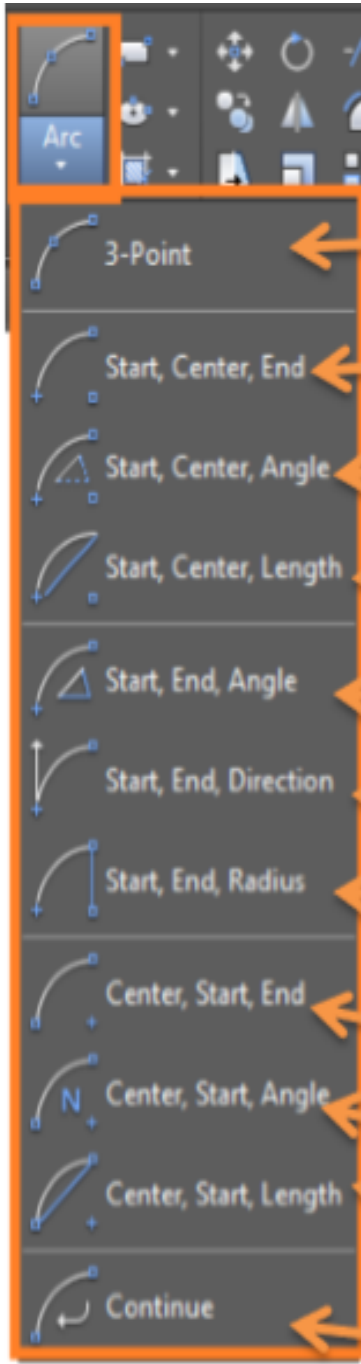 Arc
3-Point
Start, Center, End
Start, Center, Angle
Start, Center, Length
Start, End, Angle
Start, End, Direction
Start, End, Radius
Center, Start, End
N
Center, Start, Angle
Center, Start, Length
Continue